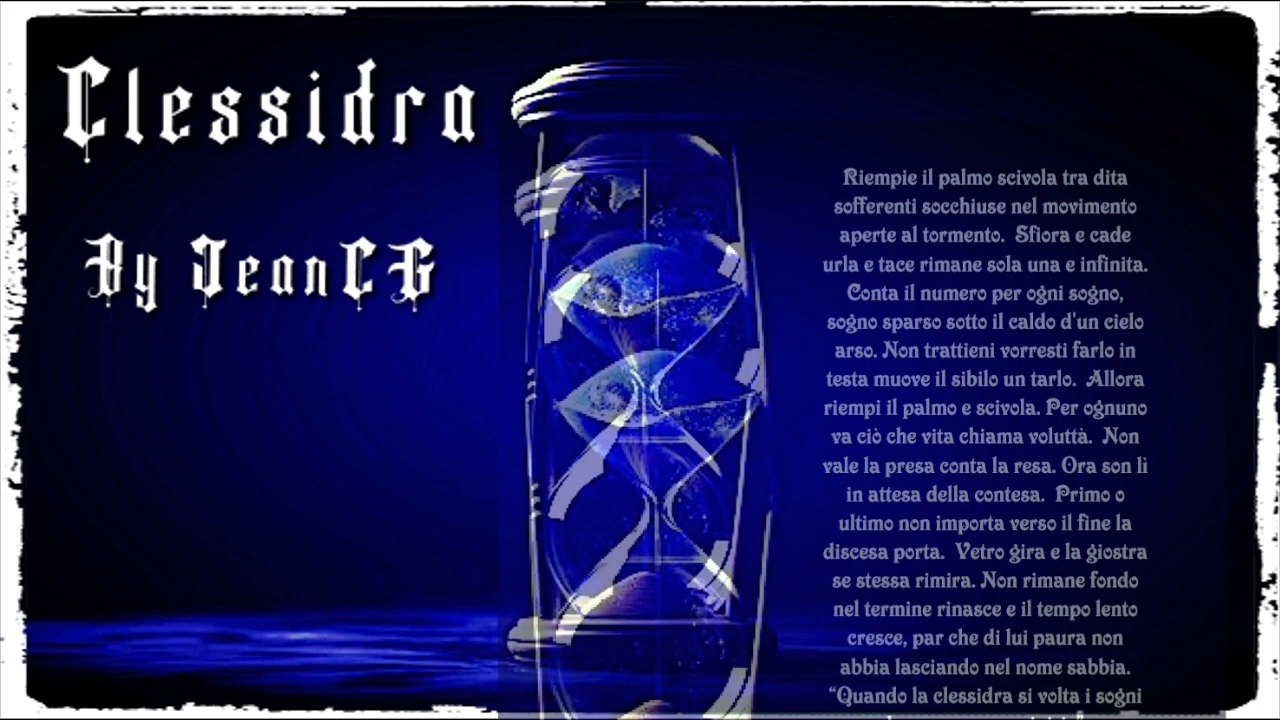 Clessidra
By JeanCG
Riempie il palmo scivola tra dita
sofferenti socchiuse nel movimento
aperte al tormento.  Sfiora e cade
urla e tace rimane sola una e infinita.
Conta il numero per ogni sogno,
sogno sparso sotto il caldo d'un cielo
arso. Non trattieni vorresti farlo in
testa muove il sibilo un tarlo.  Allora
riempi il palmo e scivola. Per ognuno
va ciò che vita chiama voluttà.  Non
vale la presa conta la resa. Ora son lì
in attesa della contesa.  Primo o
ultimo non importa verso il fine la
discesa porta.  Vetro gira e la giostra
se stessa rimira. Non rimane fondo
nel termine rinasce e il tempo lento
cresce, par che di lui paura non
abbia lasciando nel nome sabbia.
“Quando la clessidra si volta i sogni